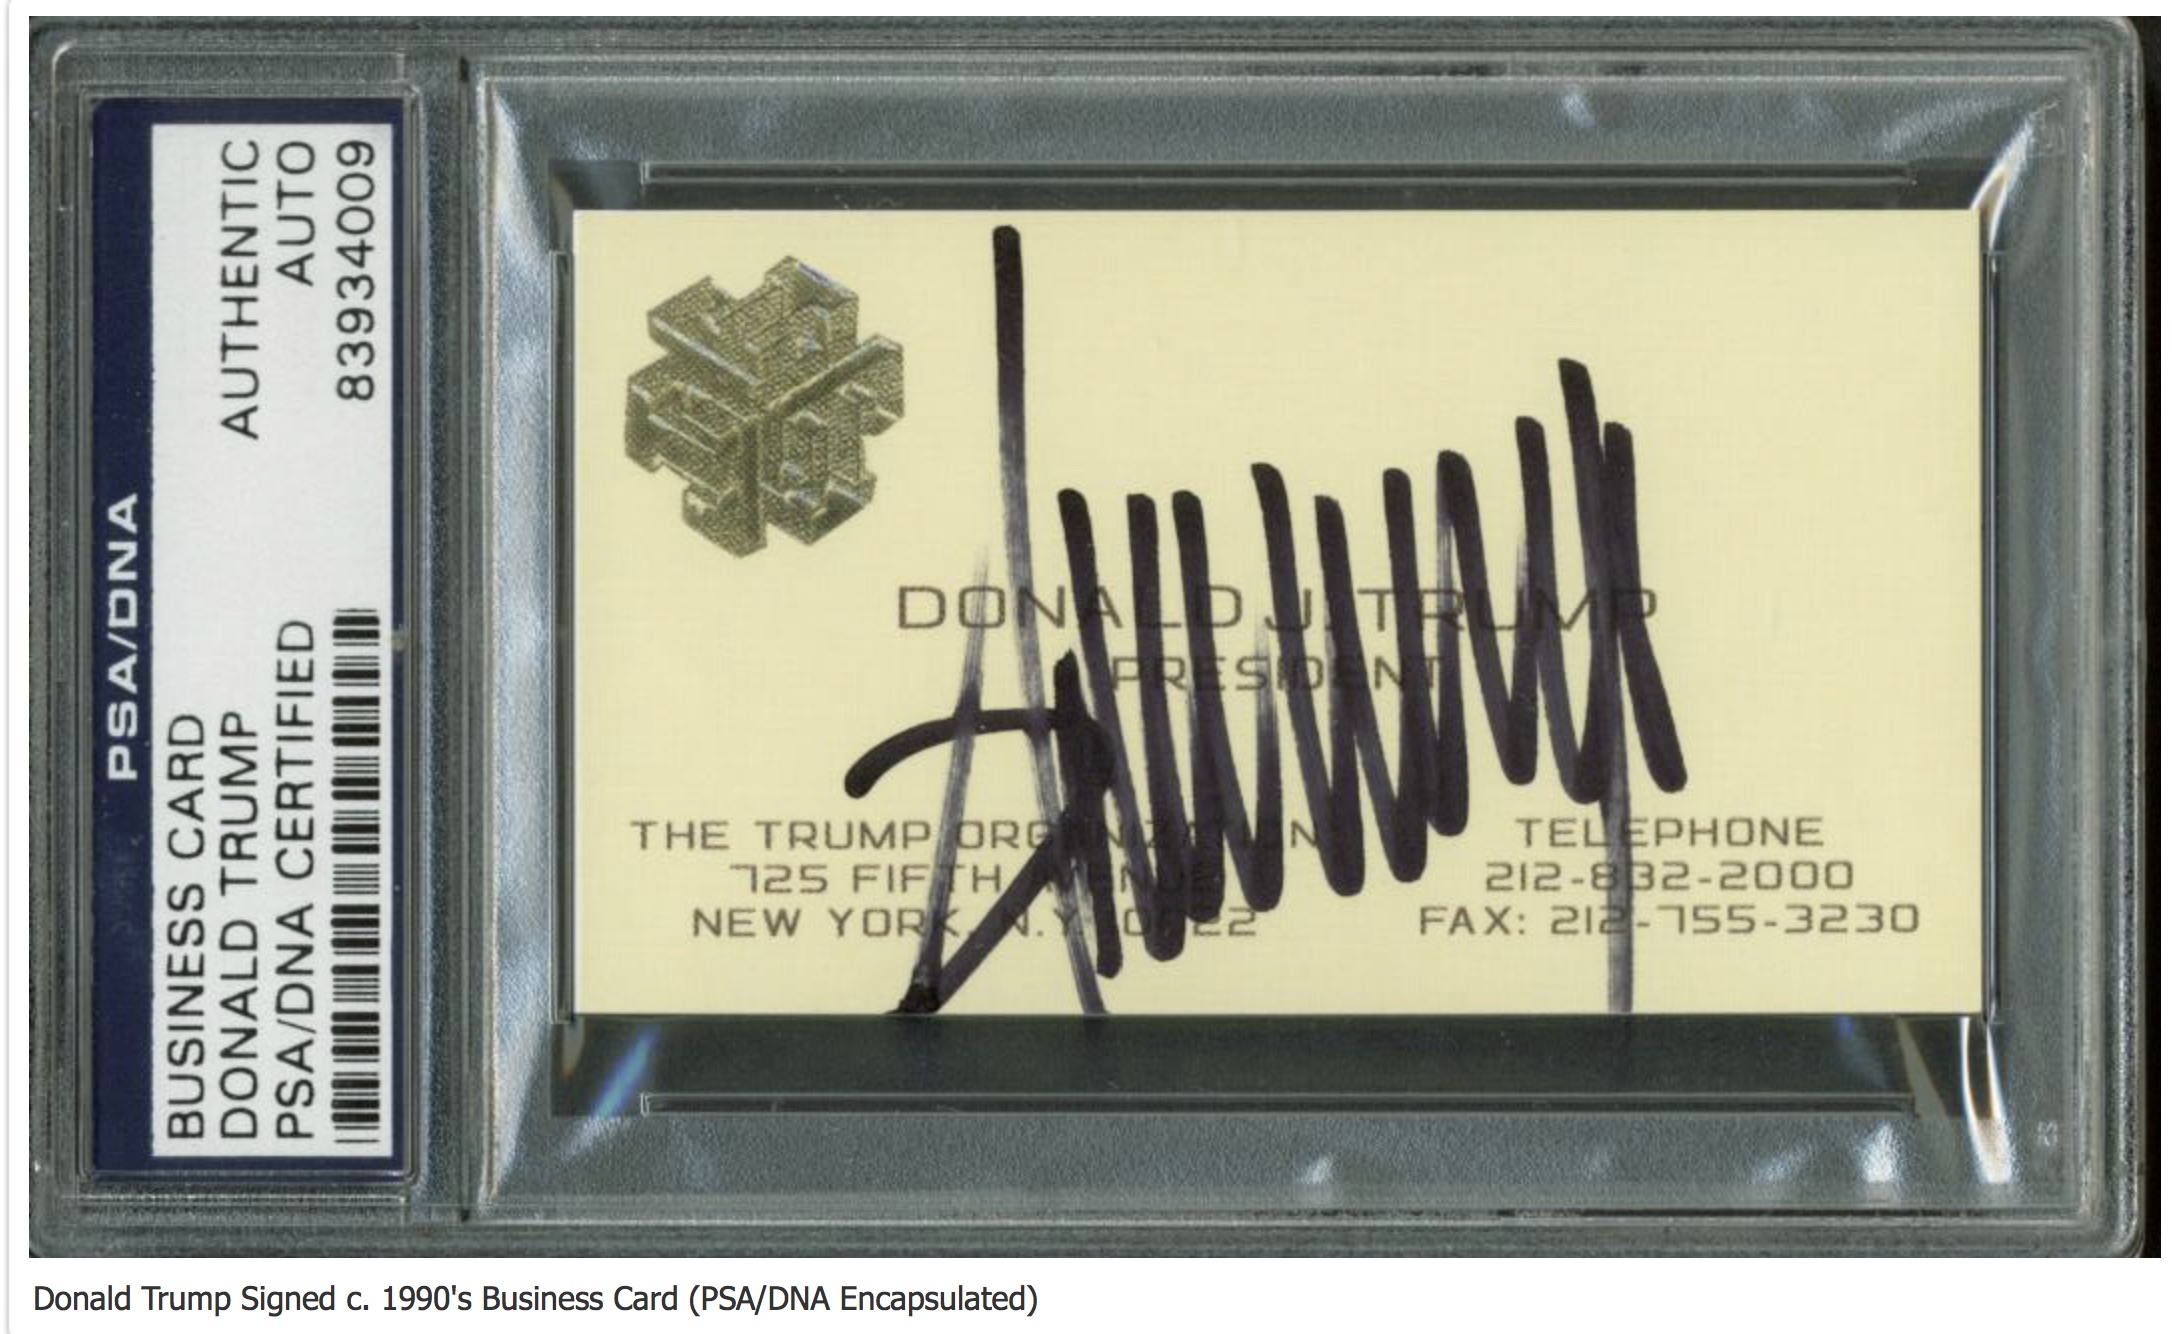 PSA/DNA
BUSINESS CARD AUTHENTIC
DONALD TRUMP AUTO
PSA/DNA CERTIFIED 83934009
DONALD J. TRUMP
PRESIDENT
THE TRUMP ORGANIZATION
725 FIFTH AVENUE
NEW YORK, N.Y. 10022
TELEPHONE
212-832-2000
FAX: 212-755-3230
Donald Trump Signed c. 1990's Business Card (PSA/DNA Encapsulated)